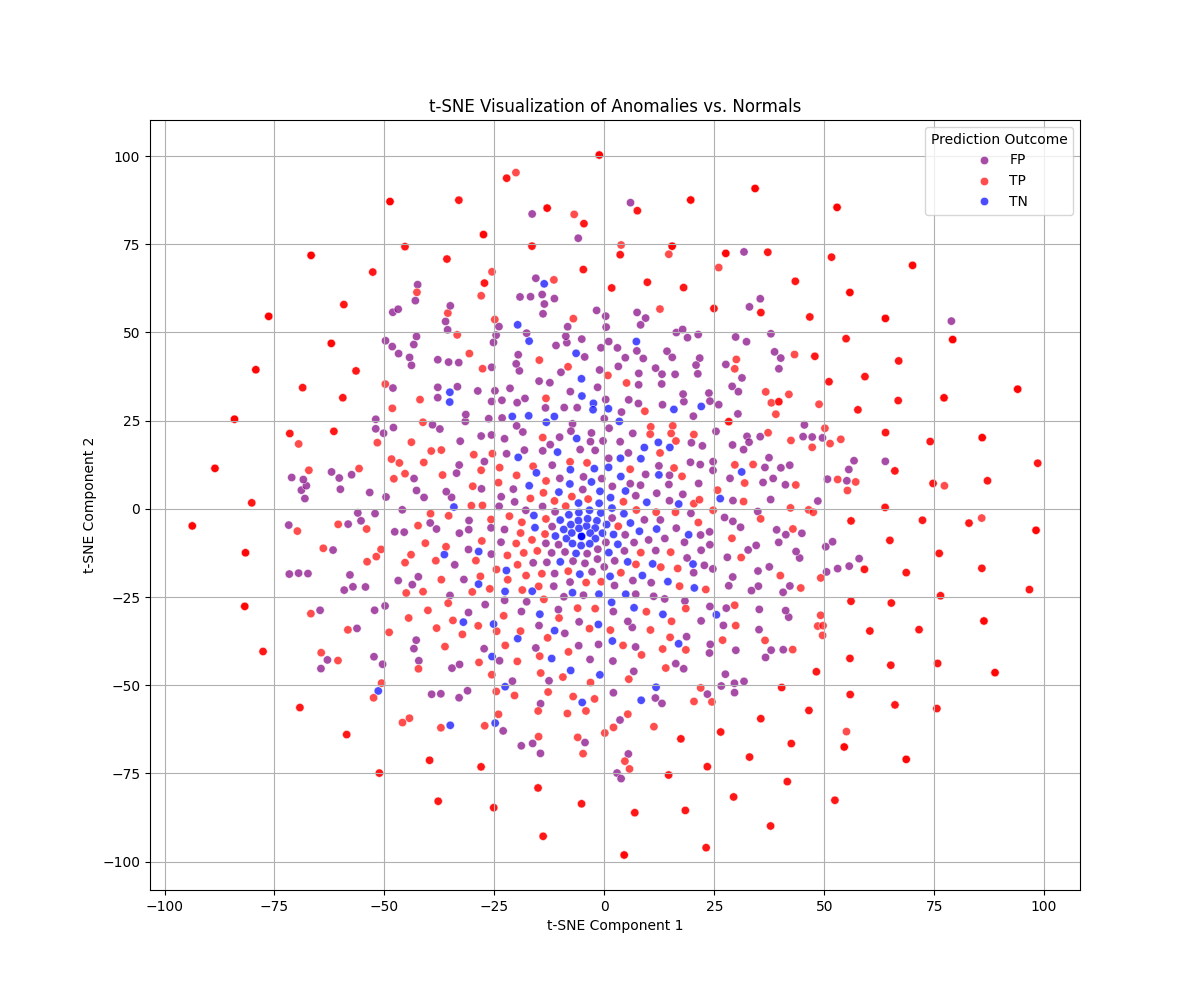 t-SNE Visualization of Anomalies vs. Normals
Prediction Outcome
FP
TP
TN
100
75
50
25
0
−25
−50
−75
−100
t-SNE Component 2
−100
−75
−50
−25
0
25
50
75
100
t-SNE Component 1